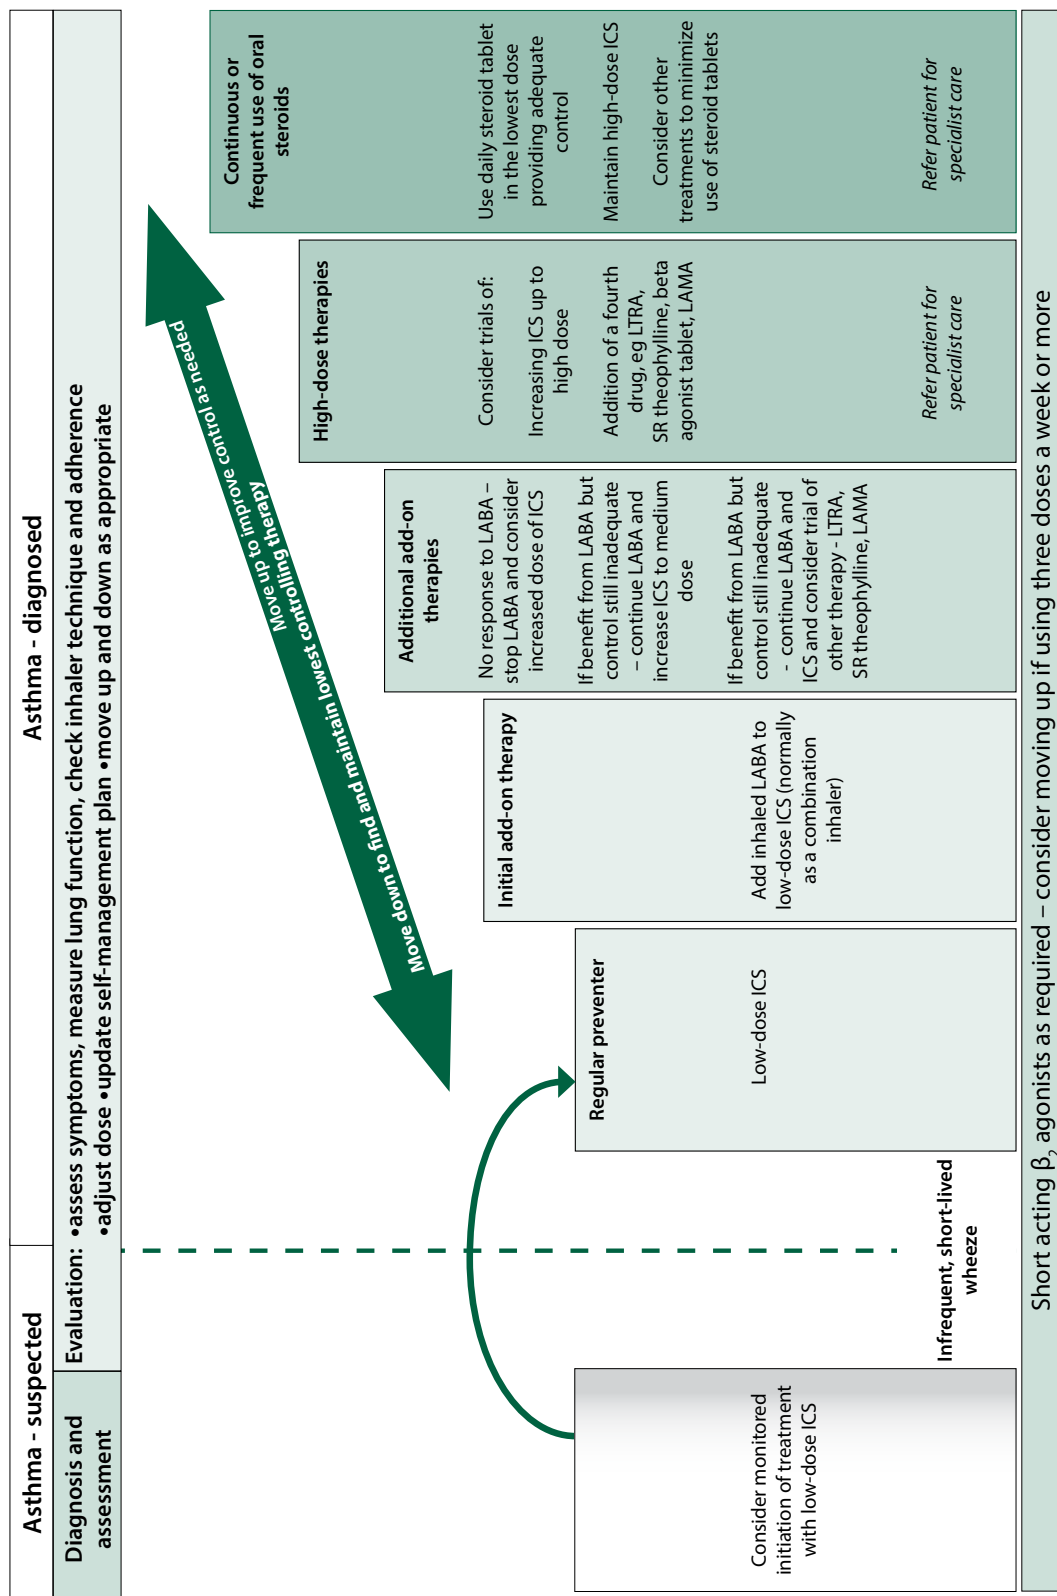 Asthma - suspected
Asthma - diagnosed
Diagnosis and
assessment
Evaluation: •assess symptoms, measure lung function, check inhaler technique and adherence
•adjust dose •update self-management plan •move up and down as appropriate
Move up to improve control as needed
Move down to find and maintain lowest controlling therapy
Consider monitored
initiation of treatment
with low-dose ICS
Infrequent, short-lived
wheeze
Regular preventer
Low-dose ICS
Initial add-on therapy
Add inhaled LABA to
low-dose ICS (normally
as a combination
inhaler)
Additional add-on
therapies
No response to LABA –
stop LABA and consider
increased dose of ICS
If benefit from LABA but
control still inadequate
– continue LABA and
increase ICS to medium
dose
If benefit from LABA but
control still inadequate
- continue LABA and
ICS and consider trial of
other therapy - LTRA,
SR theophylline, LAMA
High-dose therapies
Consider trials of:
Increasing ICS up to
high dose
Addition of a fourth
drug, eg LTRA,
SR theophylline, beta
agonist tablet, LAMA
Refer patient for
specialist care
Continuous or
frequent use of oral
steroids
Use daily steroid tablet
in the lowest dose
providing adequate
control
Maintain high-dose ICS
Consider other
treatments to minimize
use of steroid tablets
Refer patient for
specialist care
Short acting β₂ agonists as required – consider moving up if using three doses a week or more